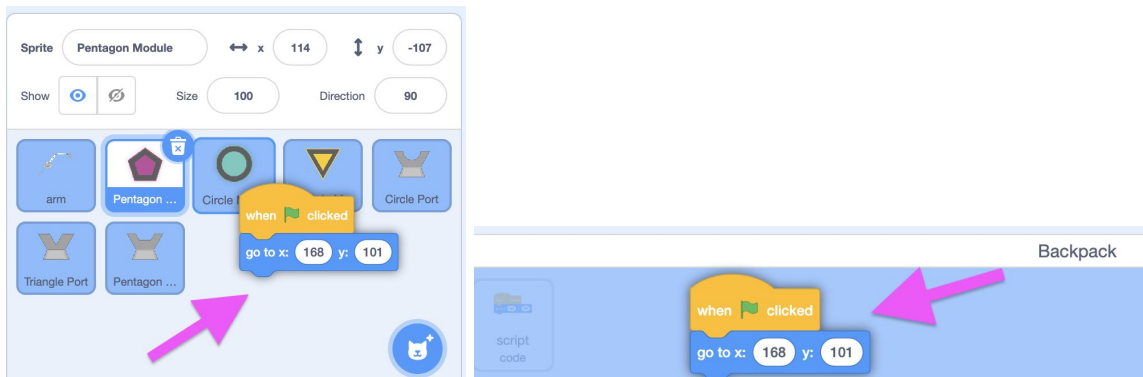 Sprite Pentagon Module x 114 y -107
Show Size 100 Direction 90
arm Pentagon ... Circle Circle Port
when clicked
go to x: 168 y: 101
Triangle Port Pentagon ...
Backpack
script
code
when clicked
go to x: 168 y: 101